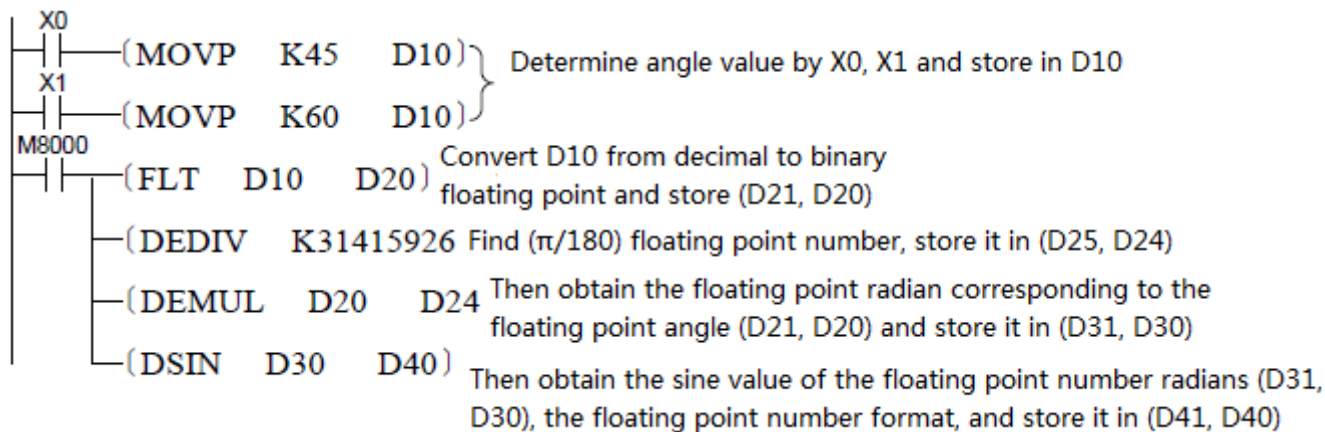 X0
(MOVP K45 D10)
Determine angle value by X0, X1 and store in D10
X1
(MOVP K60 D10)
M8000
(FLT D10 D20)
Convert D10 from decimal to binary
floating point and store (D21, D20)
(DEDIV K31415926 Find (π/180) floating point number, store it in (D25, D24)
(DEMUL D20 D24 Then obtain the floating point radian corresponding to the
floating point angle (D21, D20) and store it in (D31, D30)
(DSIN D30 D40)
Then obtain the sine value of the floating point number radians (D31,
D30), the floating point number format, and store it in (D41, D40)